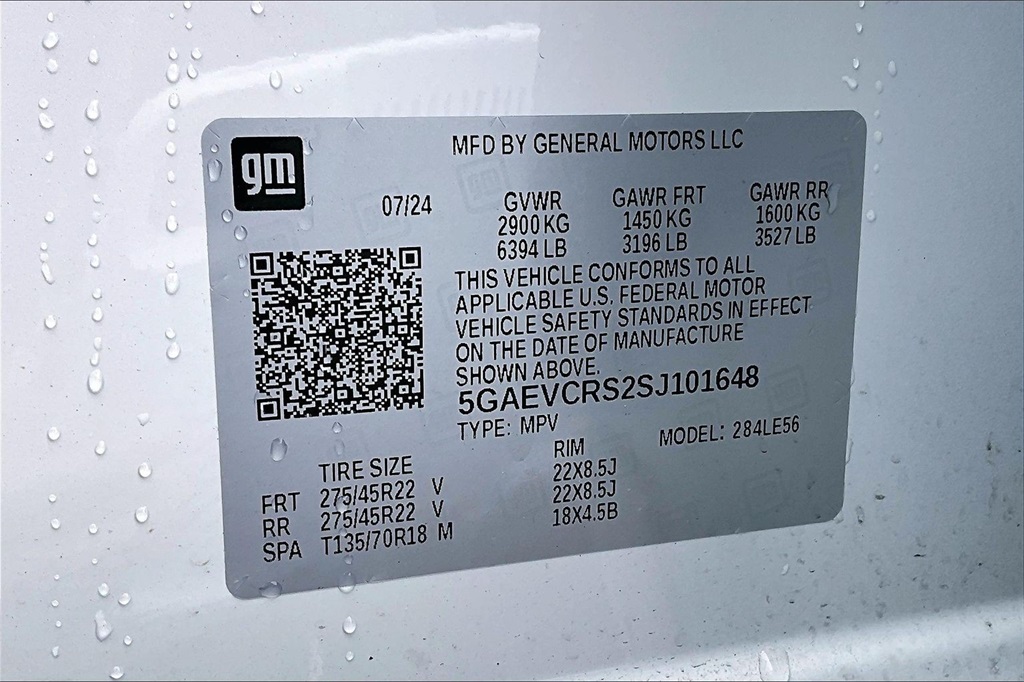 gm
MFD BY GENERAL MOTORS LLC
07/24 GVWR GAWR FRT GAWR RR
2900 KG 1450 KG 1600 KG
6394 LB 3196 LB 3527 LB
THIS VEHICLE CONFORMS TO ALL
APPLICABLE U.S. FEDERAL MOTOR
VEHICLE SAFETY STANDARDS IN EFFECT
ON THE DATE OF MANUFACTURE
SHOWN ABOVE.
5GAEVCRS2SJ101648
TYPE: MPV MODEL: 284LE56
TIRE SIZE RIM
FRT 275/45R22 V 22X8.5J
RR 275/45R22 V 22X8.5J
SPA T135/70R18 M 18X4.5B